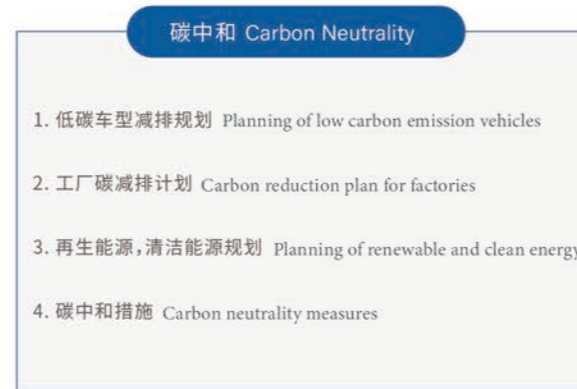 碳中和 Carbon Neutrality
1. 低碳车型减排规划 Planning of low carbon emission vehicles
2. 工厂碳减排计划 Carbon reduction plan for factories
3. 再生能源,清洁能源规划 Planning of renewable and clean energy
4. 碳中和措施 Carbon neutrality measures